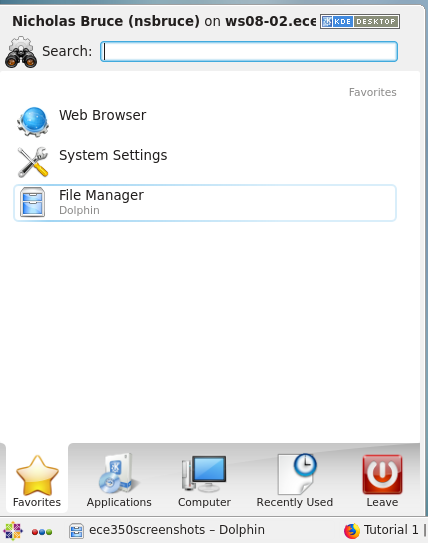 Nicholas Bruce (nsbruce) on ws08-02.ece
KDE DESKTOP
Search:
Favorites
Web Browser
System Settings
File Manager
Dolphin
Favorites Applications Computer Recently Used Leave
ece350screenshots – Dolphin Tutorial 1 |